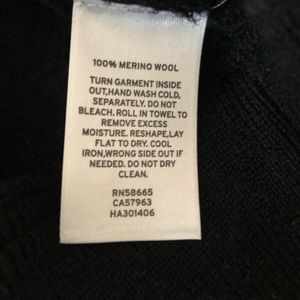 100% MERINO WOOL
TURN GARMENT INSIDE
OUT,HAND WASH COLD,
SEPARATELY. DO NOT
BLEACH. ROLL IN TOWEL TO
REMOVE EXCESS
MOISTURE. RESHAPE,LAY
FLAT TO DRY. COOL
IRON,WRONG SIDE OUT IF
NEEDED. DO NOT DRY
CLEAN.
RN58665
CA57963
HA301406